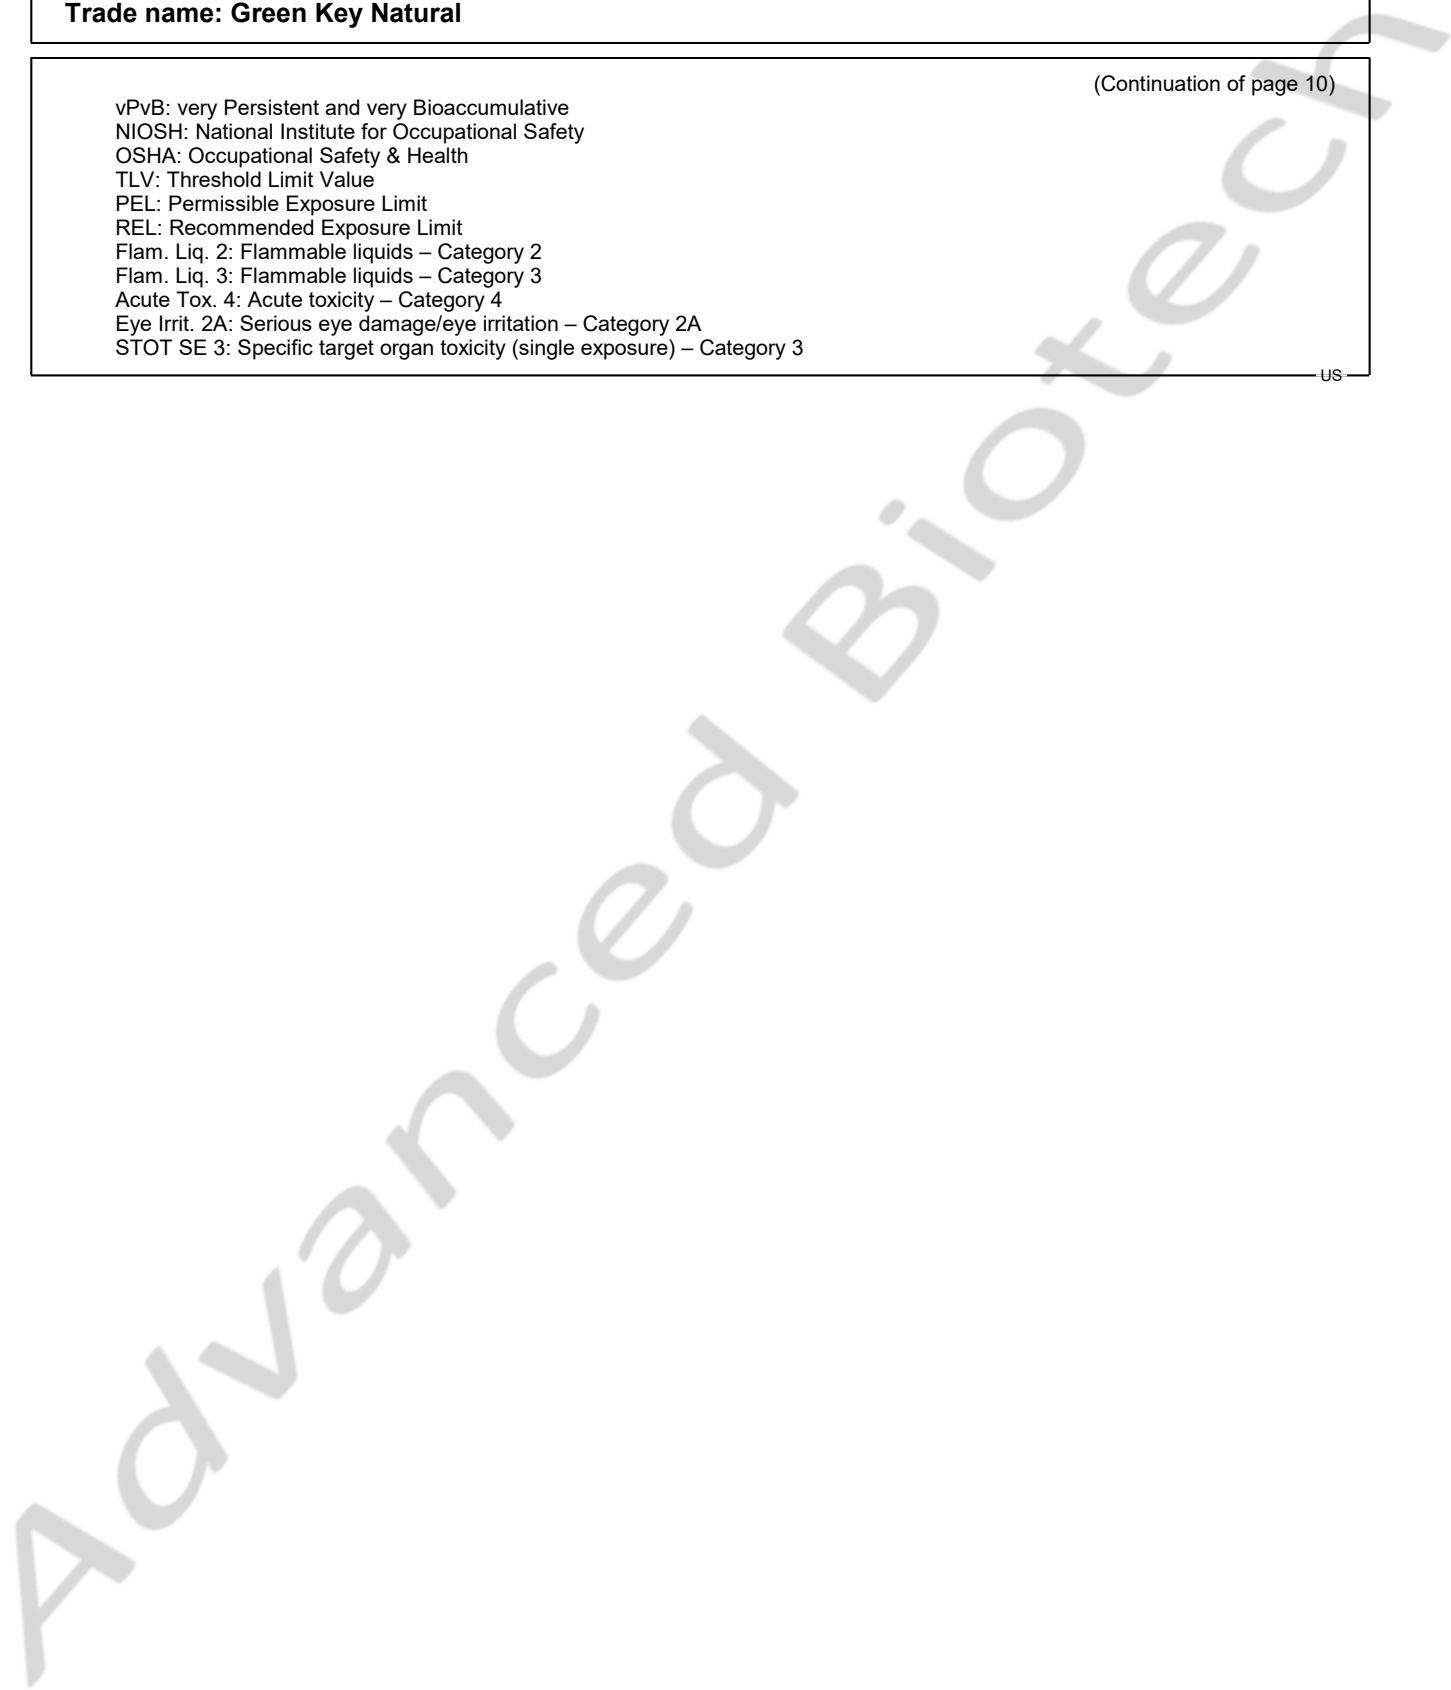 Trade name: Green Key Natural
(Continuation of page 10)
vPvB: very Persistent and very Bioaccumulative
NIOSH: National Institute for Occupational Safety
OSHA: Occupational Safety & Health
TLV: Threshold Limit Value
PEL: Permissible Exposure Limit
REL: Recommended Exposure Limit
Flam. Liq. 2: Flammable liquids – Category 2
Flam. Liq. 3: Flammable liquids – Category 3
Acute Tox. 4: Acute toxicity – Category 4
Eye Irrit. 2A: Serious eye damage/eye irritation – Category 2A
STOT SE 3: Specific target organ toxicity (single exposure) – Category 3
US
Advanced Biotech